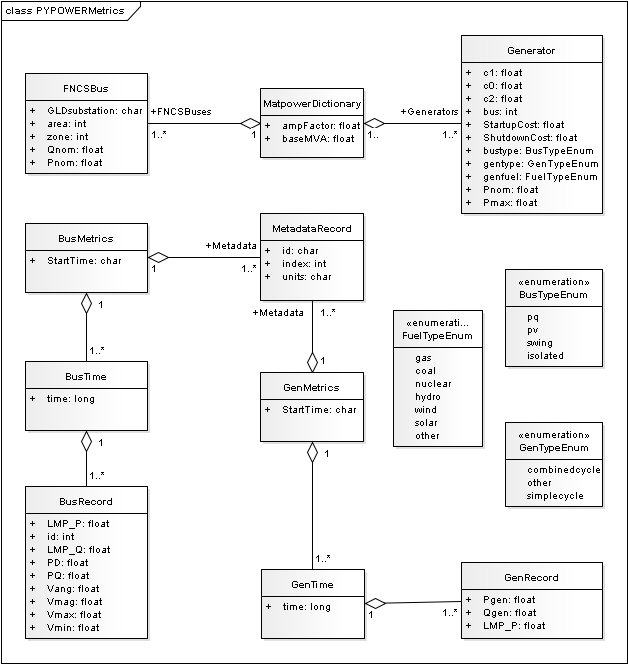 class PYPOWERMetrics
FNCSBus
+ GLDsubstation: char
+ area: int
+ zone: int
+ Qnom: float
+ Pnom: float
+FNCSBuses
1..*
1
MatpowerDictionary
+ ampFactor: float
+ baseMVA: float
+Generators
1..
1..*
Generator
+ c1: float
+ c0: float
+ c2: float
+ bus: int
+ StartupCost: float
+ ShutdownCost: float
+ bustype: BusTypeEnum
+ gentype: GenTypeEnum
+ genfuel: FuelTypeEnum
+ Pnom: float
+ Pmax: float
BusMetrics
+ StartTime: char
+Metadata
1
1..*
MetadataRecord
+ id: char
+ index: int
+ units: char
+Metadata
1..*
1
1
1..*
BusTime
+ time: long
1
1..*
BusRecord
+ LMP_P: float
+ id: int
+ LMP_Q: float
+ PD: float
+ PQ: float
+ Vang: float
+ Vmag: float
+ Vmax: float
+ Vmin: float
GenMetrics
+ StartTime: char
1
1..*
GenTime
+ time: long
1
1..*
GenRecord
+ Pgen: float
+ Qgen: float
+ LMP_P: float
«enumerati...
FuelTypeEnum
gas
coal
nuclear
hydro
wind
solar
other
«enumeration»
BusTypeEnum
pq
pv
swing
isolated
«enumeration»
GenTypeEnum
combinedcycle
other
simplecycle